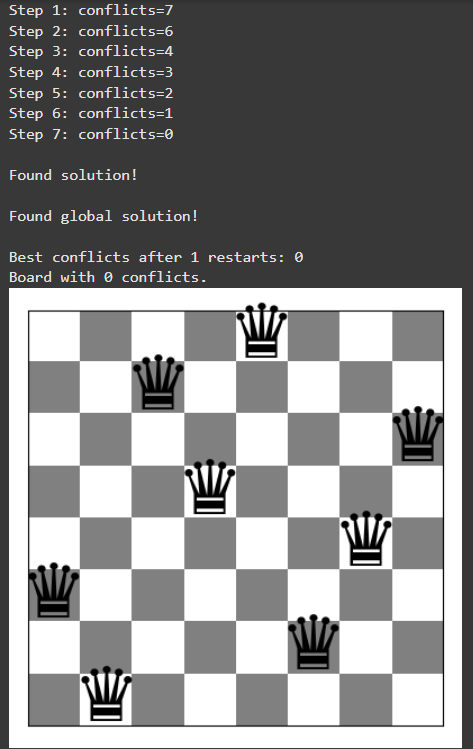 Step 1: conflicts=7
Step 2: conflicts=6
Step 3: conflicts=4
Step 4: conflicts=3
Step 5: conflicts=2
Step 6: conflicts=1
Step 7: conflicts=0
Found solution!
Found global solution!
Best conflicts after 1 restarts: 0
Board with 0 conflicts.